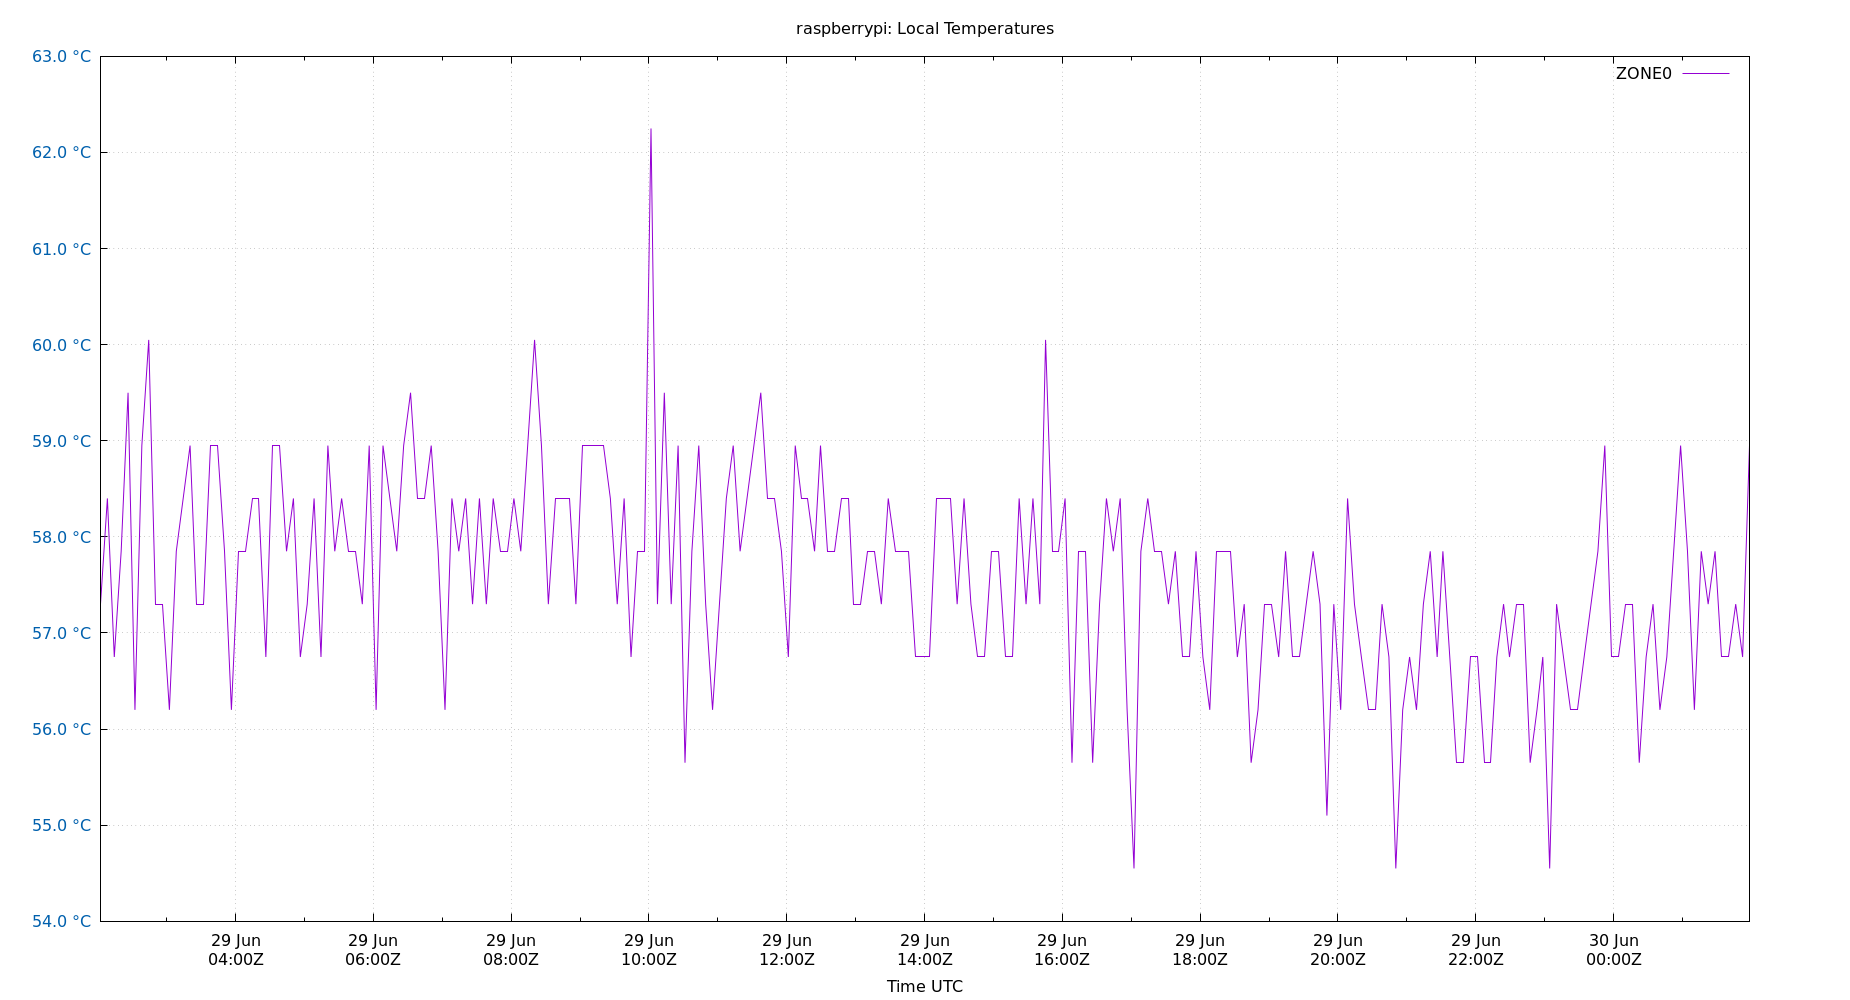 raspberrypi: Local Temperatures
63.0 °C
ZONE0
62.0 °C
61.0 °C
60.0 °C
59.0 °C
58.0 °C
57.0 °C
56.0 °C
55.0 °C
54.0 °C
29 Jun 29 Jun 29 Jun 29 Jun 29 Jun 29 Jun 29 Jun 29 Jun 29 Jun 29 Jun 30 Jun
04:00Z 06:00Z 08:00Z 10:00Z 12:00Z 14:00Z 16:00Z 18:00Z 20:00Z 22:00Z 00:00Z
Time UTC